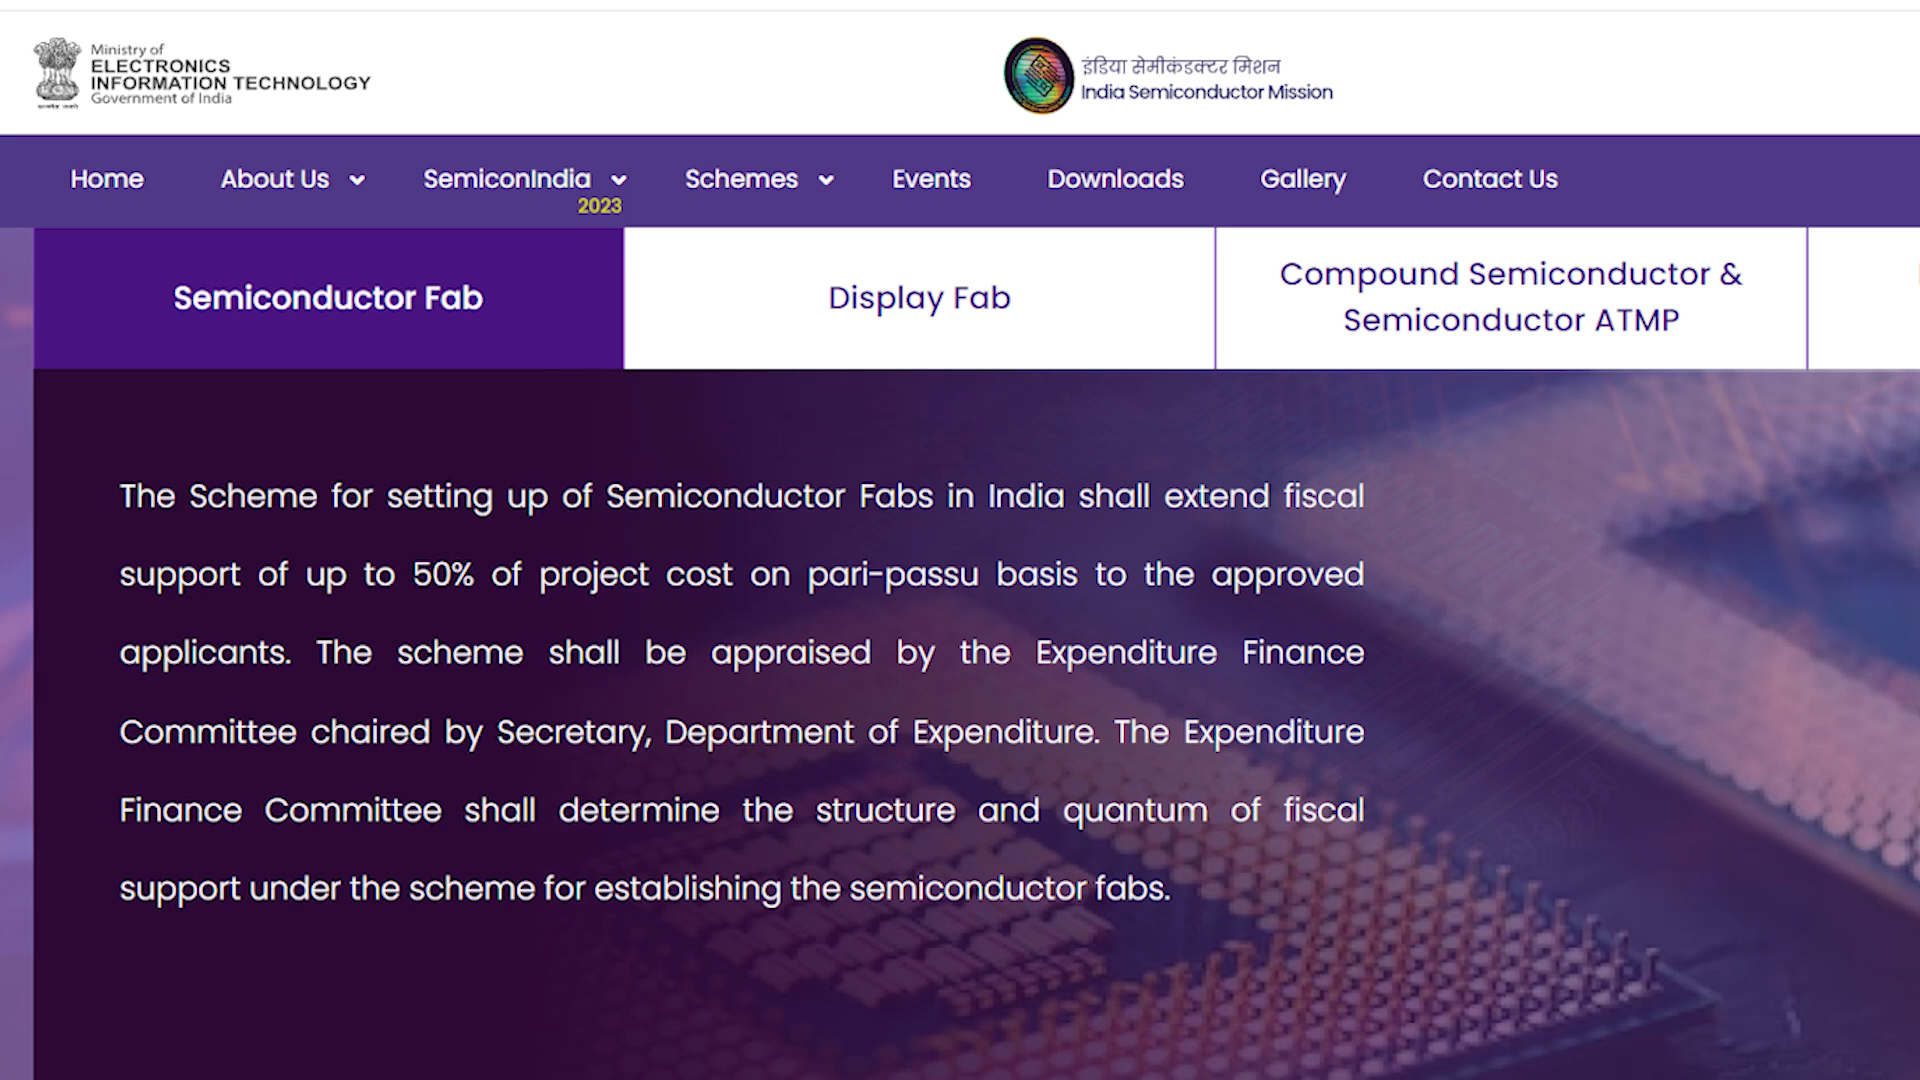 Ministry of
ELECTRONICS
INFORMATION TECHNOLOGY
Government of India
इंडिया सेमीकंडक्टर मिशन
India Semiconductor Mission
Home About Us SemiconIndia Schemes Events Downloads Gallery Contact Us
2023
Semiconductor Fab
Display Fab
Compound Semiconductor &
Semiconductor ATMP
The Scheme for setting up of Semiconductor Fabs in India shall extend fiscal
support of up to 50% of project cost on pari-passu basis to the approved
applicants. The scheme shall be appraised by the Expenditure Finance
Committee chaired by Secretary, Department of Expenditure. The Expenditure
Finance Committee shall determine the structure and quantum of fiscal
support under the scheme for establishing the semiconductor fabs.